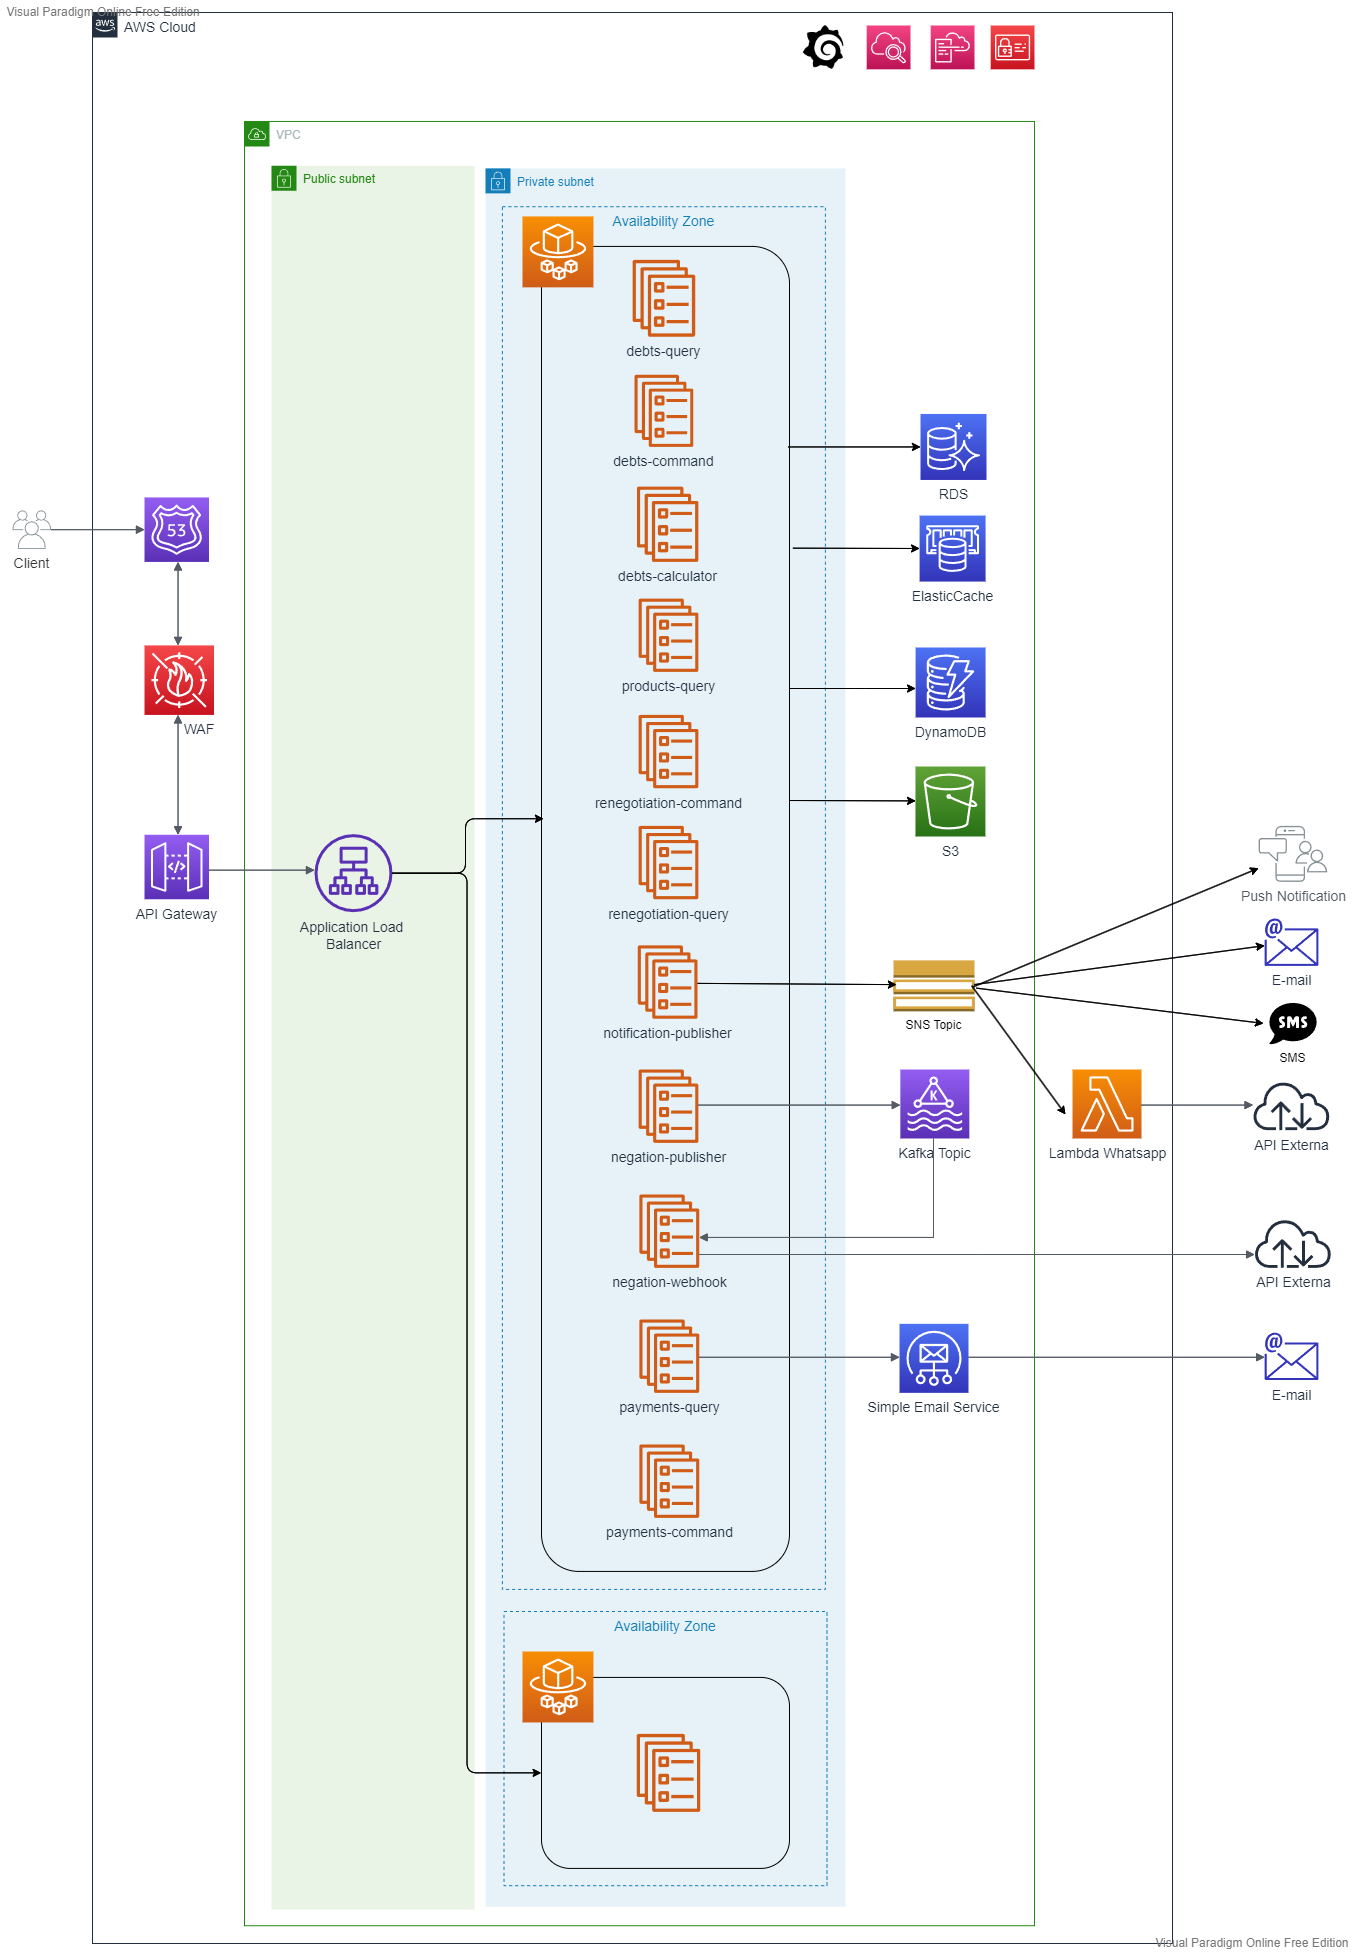 Visual Paradigm Online Free Edition
aws
AWS Cloud
VPC
Public subnet
Private subnet
Availability Zone
debts-query
debts-command
RDS
53
Client
debts-calculator
ElasticCache
products-query
WAF
DynamoDB
renegotiation-command
S3
</>
API Gateway
Application Load
Balancer
renegotiation-query
Push Notification
@
E-mail
notification-publisher
SNS Topic
SMS
SMS
K
negation-publisher
Kafka Topic
Lambda Whatsapp
API Externa
negation-webhook
API Externa
payments-query
Simple Email Service
@
E-mail
payments-command
Availability Zone
Visual Paradigm Online Free Edition